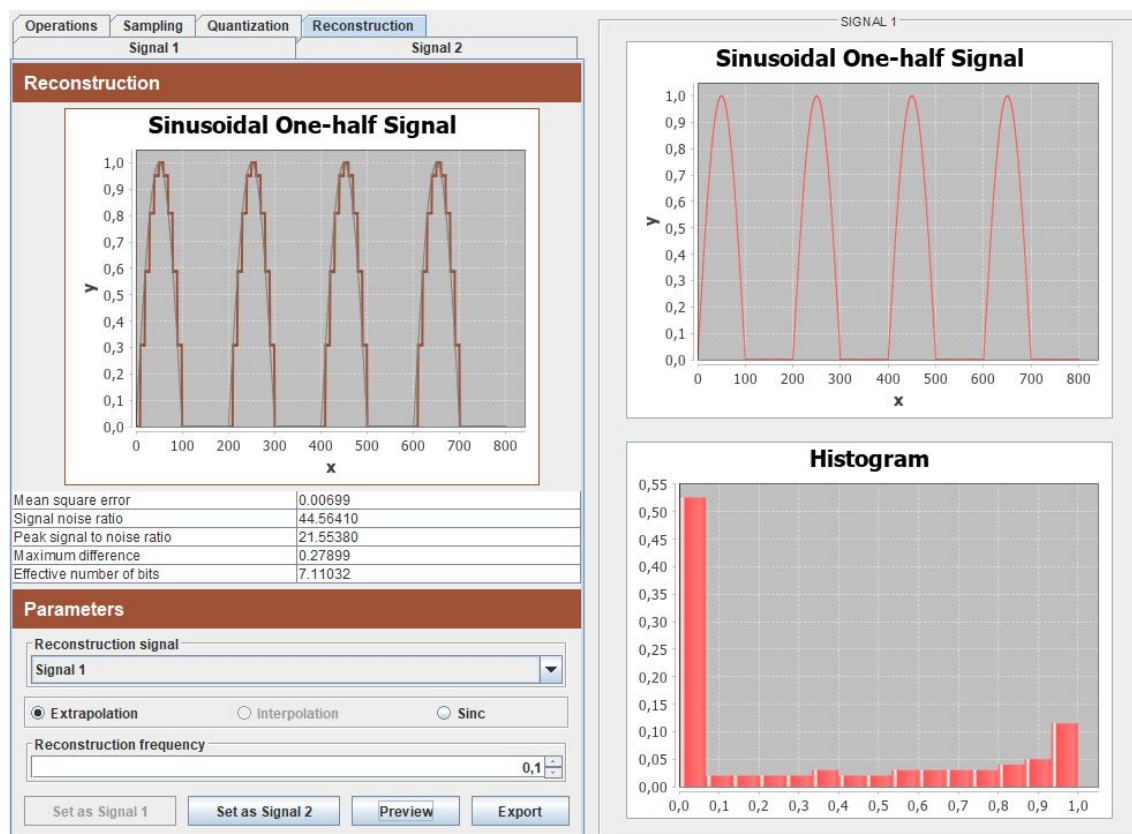 Operations Sampling Quantization Reconstruction
Signal 1 Signal 2
Reconstruction
Sinusoidal One-half Signal
1,0
0,9
0,8
0,7
0,6
0,5
0,4
0,3
0,2
0,1
0,0
y
0 100 200 300 400 500 600 700 800
x
Mean square error 0.00699
Signal noise ratio 44.56410
Peak signal to noise ratio 21.55380
Maximum difference 0.27899
Effective number of bits 7.11032
Parameters
Reconstruction signal
Signal 1
Extrapolation Interpolation Sinc
Reconstruction frequency
0,1
Set as Signal 1 Set as Signal 2 Preview Export
SIGNAL 1
Sinusoidal One-half Signal
1,0
0,9
0,8
0,7
0,6
0,5
0,4
0,3
0,2
0,1
0,0
y
0 100 200 300 400 500 600 700 800
x
Histogram
0,55
0,50
0,45
0,40
0,35
0,30
0,25
0,20
0,15
0,10
0,05
0,00
0,0 0,1 0,2 0,3 0,4 0,5 0,6 0,7 0,8 0,9 1,0